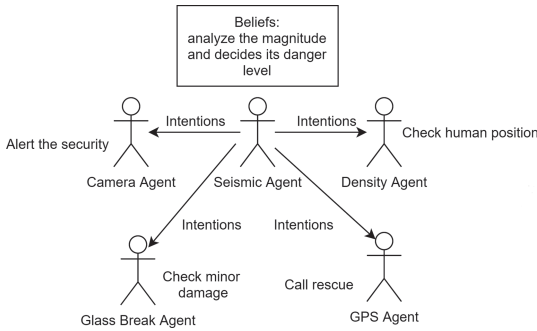 Beliefs:
analyze the magnitude
and decides its danger
level
Intentions
Intentions
Alert the security
Check human position
Camera Agent
Seismic Agent
Density Agent
Intentions
Intentions
Check minor
damage
Call rescue
Glass Break Agent
GPS Agent